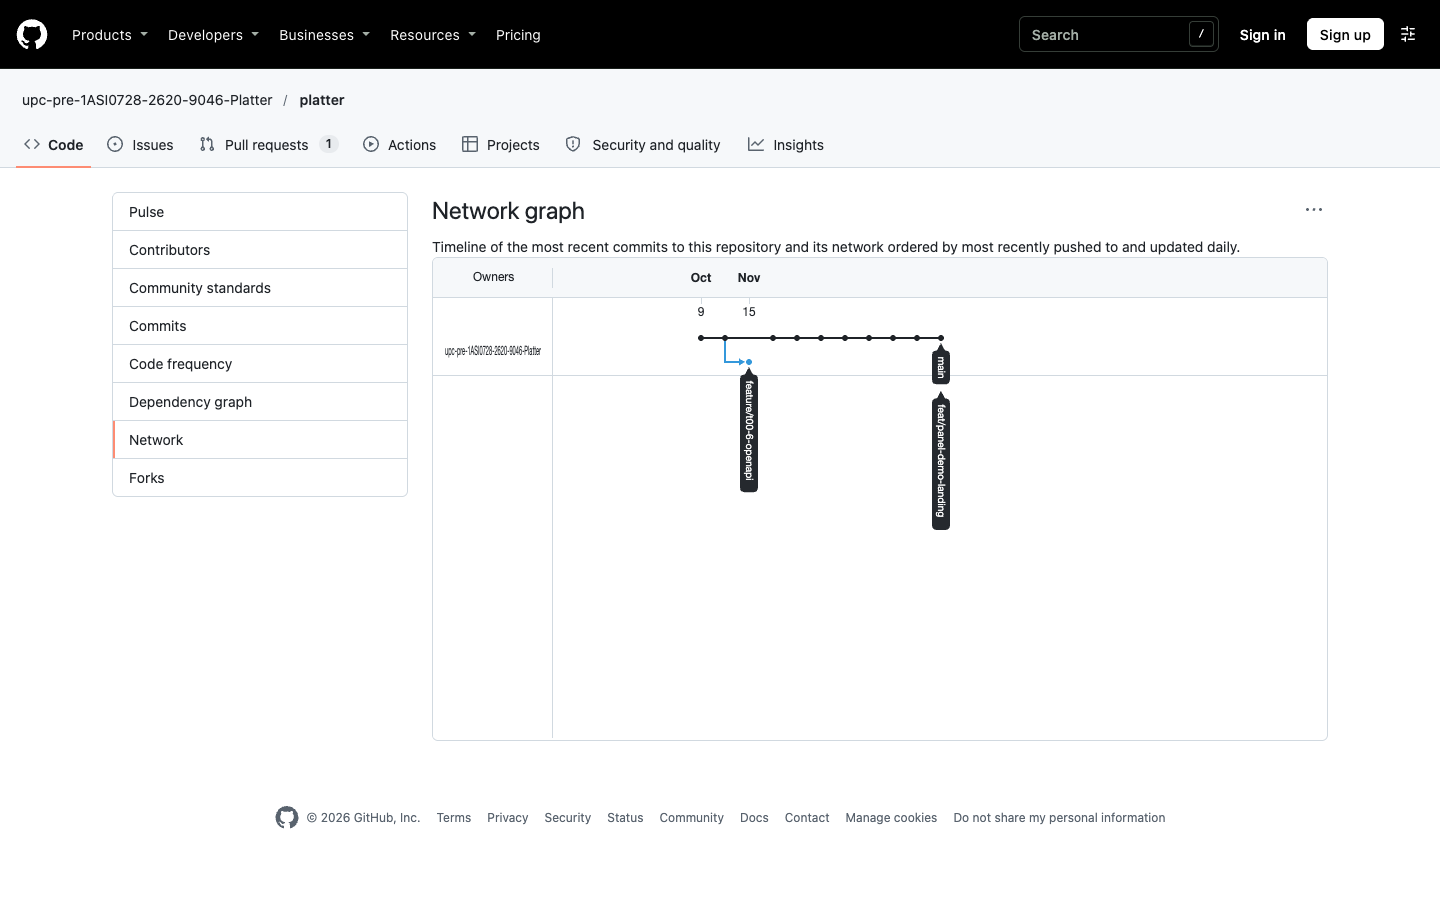 Products Developers Businesses Resources Pricing Search / Sign in Sign up
upc-pre-1ASI0728-2620-9046-Platter / platter
Code Issues Pull requests 1 Actions Projects Security and quality Insights
Pulse
Contributors
Community standards
Commits
Code frequency
Dependency graph
Network
Forks
Network graph
Timeline of the most recent commits to this repository and its network ordered by most recently pushed to and updated daily.
Owners Oct Nov
9 15
upc-pre-1ASI0728-2620-9046-Platter
main
feature/t00-6-openapi
feat/panel-demo-landing
© 2026 GitHub, Inc. Terms Privacy Security Status Community Docs Contact Manage cookies Do not share my personal information